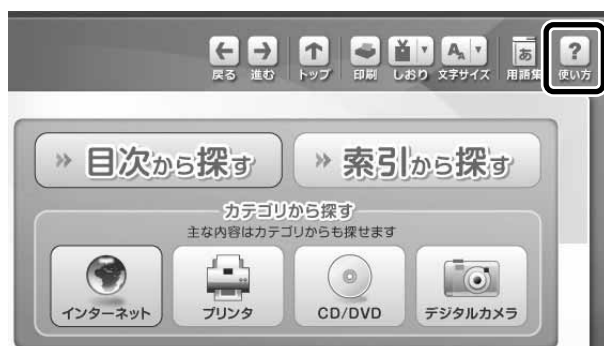 戻る 進む トップ 印刷 しおり 文字サイズ 用語集 使い方
あ
?
A A
目次から探す 索引から探す
カテゴリから探す
主な内容はカテゴリからも探せます
インターネット プリンタ CD/DVD デジタルカメラ